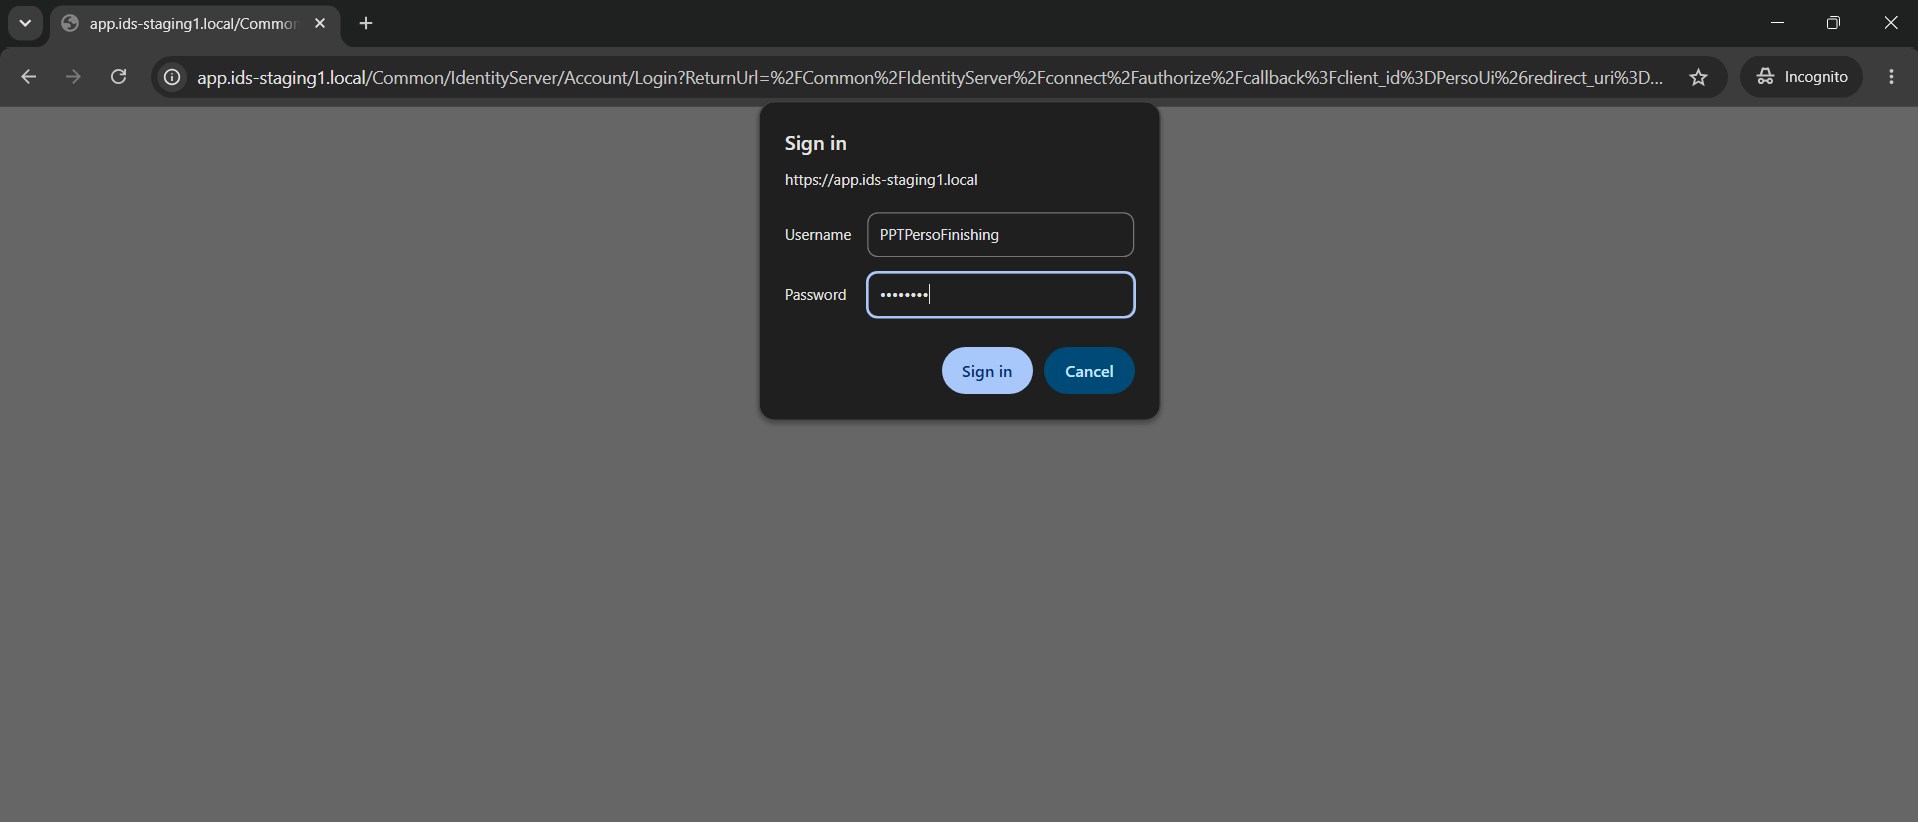 app.ids-staging1.local/Common
app.ids-staging1.local/Common/IdentityServer/Account/Login?ReturnUrl=%2FCommon%2FIdentityServer%2Fconnect%2Fauthorize%2Fcallback%3Fclient_id%3DPersoUi%26redirect_uri%3D...
Incognito
Sign in
https://app.ids-staging1.local
Username PPTPersoFinishing
Password ••••••••
Sign in Cancel